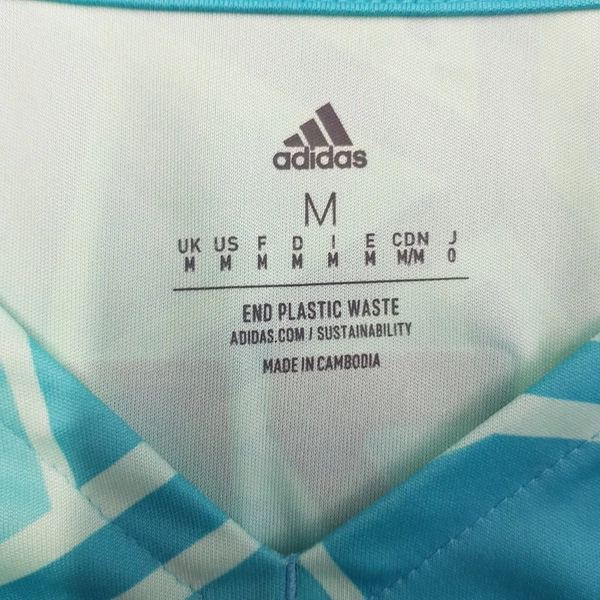 adidas
M
UK US F D I E CDN J
M M M M M M M/M O
END PLASTIC WASTE
ADIDAS.COM / SUSTAINABILITY
MADE IN CAMBODIA